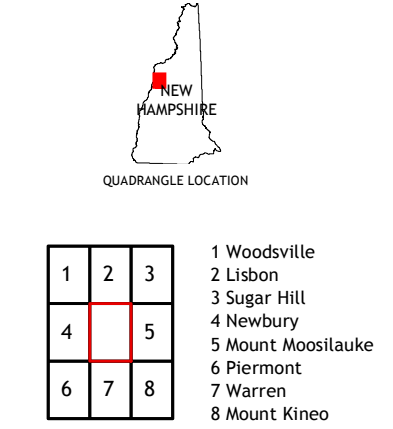 NEW
HAMPSHIRE
QUADRANGLE LOCATION
1 2 3
4 5
6 7 8
1 Woodsville
2 Lisbon
3 Sugar Hill
4 Newbury
5 Mount Moosilauke
6 Piermont
7 Warren
8 Mount Kineo